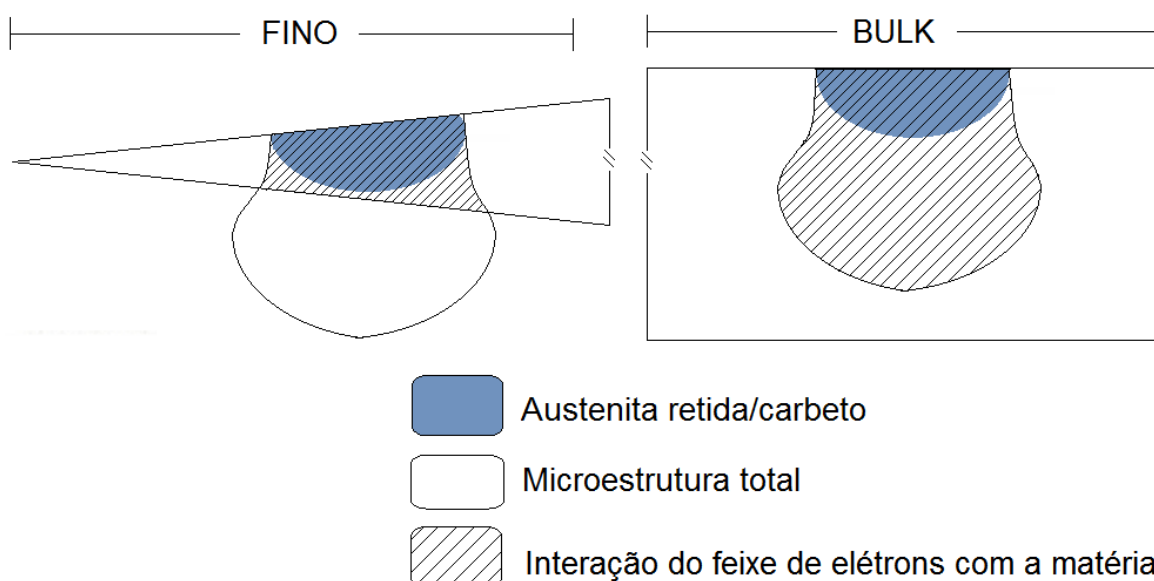 FINO
BULK
Austenita retida/carbeto
Microestrutura total
Interação do feixe de elétrons com a matéria